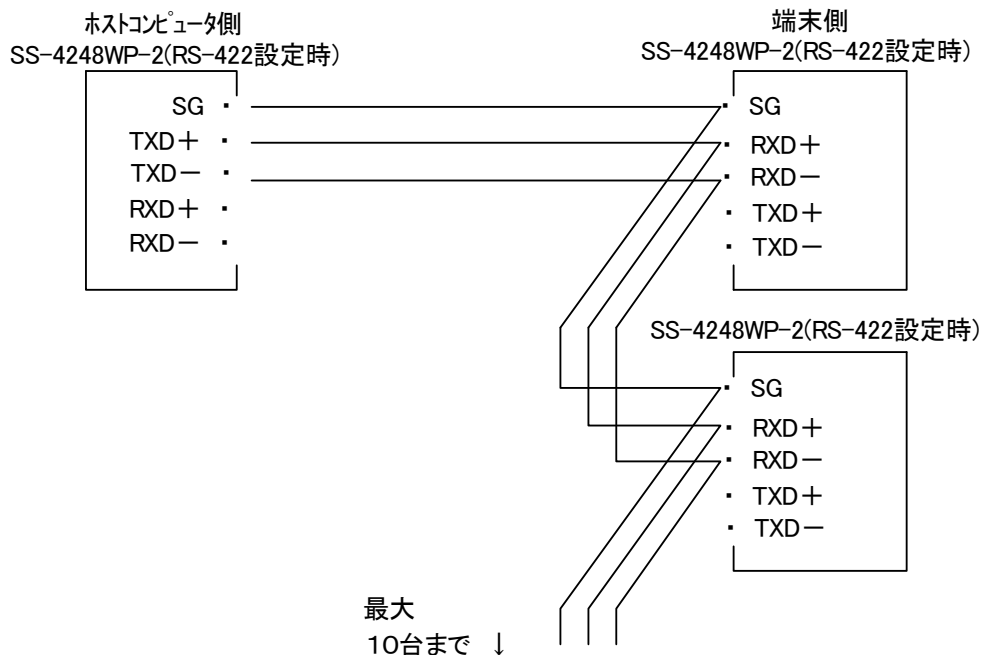 ﾎｽﾄｺﾝﾋﾟｭｰﾀ側
SS-4248WP-2(RS-422設定時)
SG
TXD＋
TXD－
RXD＋
RXD－
端末側
SS-4248WP-2(RS-422設定時)
SG
RXD＋
RXD－
TXD＋
TXD－
SS-4248WP-2(RS-422設定時)
SG
RXD＋
RXD－
TXD＋
TXD－
最大
１０台まで ↓